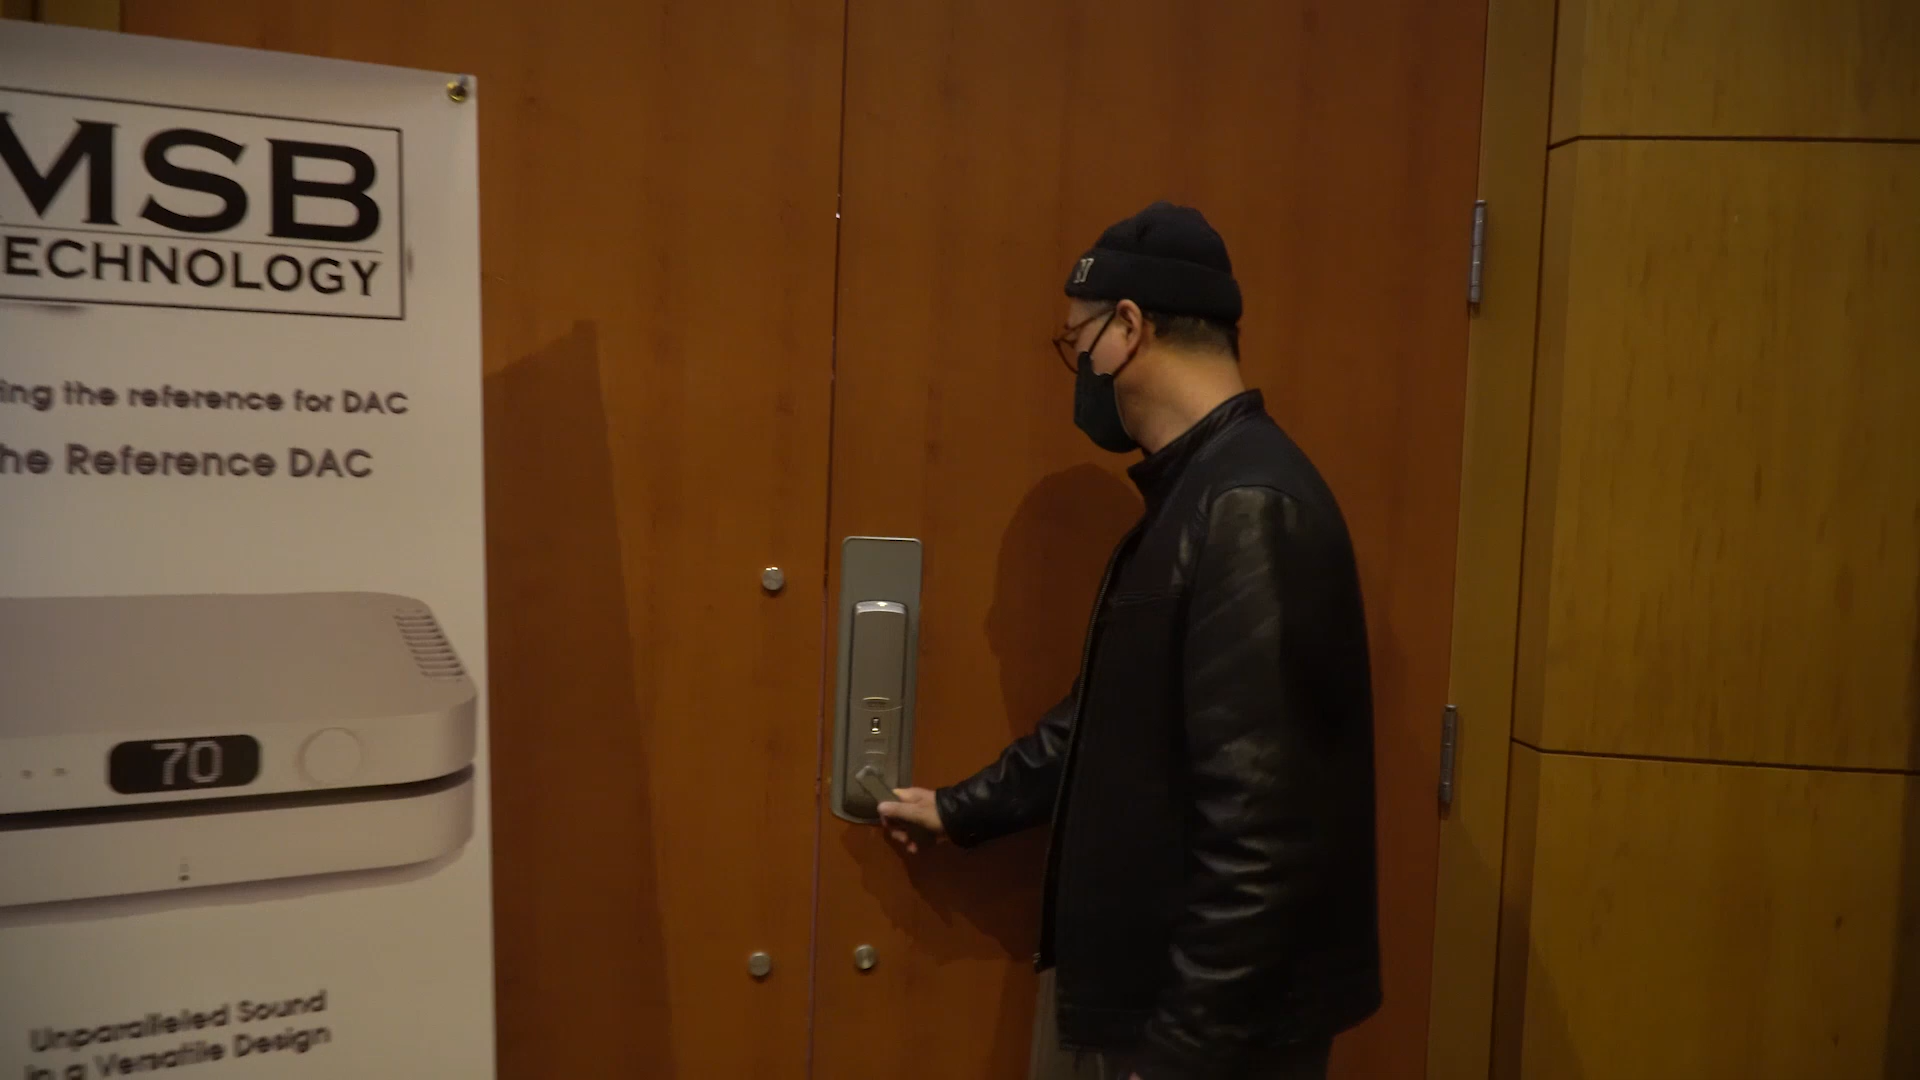 MSB
ECHNOLOGY
ing the reference for DAC
he Reference DAC
70
Unparalleled Sound
in a Versatile Design
N